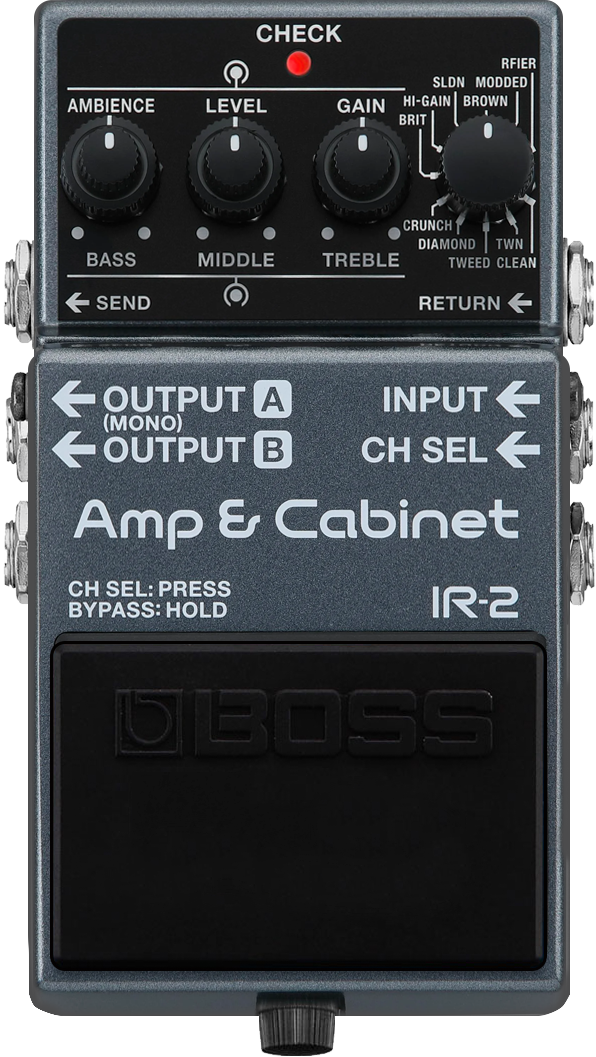 CHECK
AMBIENCE LEVEL GAIN
BASS MIDDLE TREBLE
RFIER
SLDN MODDED
HI-GAIN BROWN
BRIT
CRUNCH
DIAMOND TWN
TWEED CLEAN
← SEND RETURN ←
← OUTPUT A INPUT ←
(MONO)
← OUTPUT B CH SEL ←
Amp & Cabinet
CH SEL: PRESS
BYPASS: HOLD IR-2
BOSS